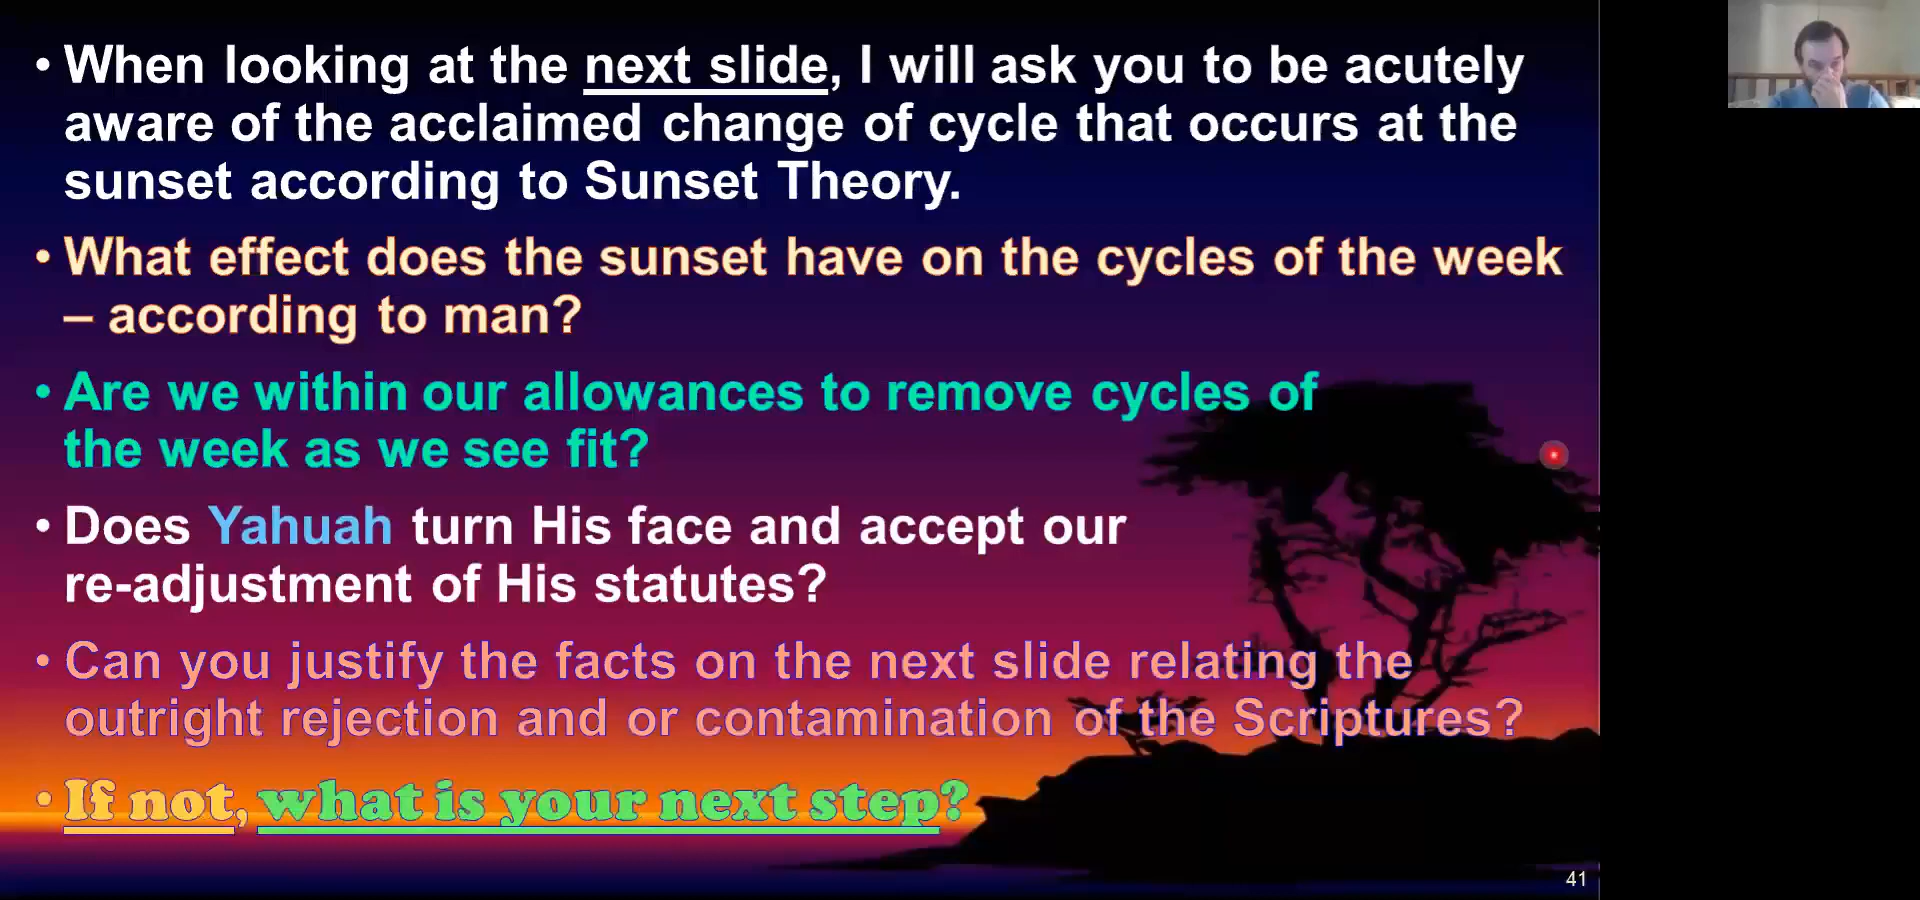 • When looking at the next slide, I will ask you to be acutely
aware of the acclaimed change of cycle that occurs at the
sunset according to Sunset Theory.
• What effect does the sunset have on the cycles of the week
– according to man?
• Are we within our allowances to remove cycles of
the week as we see fit?
• Does Yahuah turn His face and accept our
re-adjustment of His statutes?
• Can you justify the facts on the next slide relating the
outright rejection and or contamination of the Scriptures?
• If not, what is your next step?
41